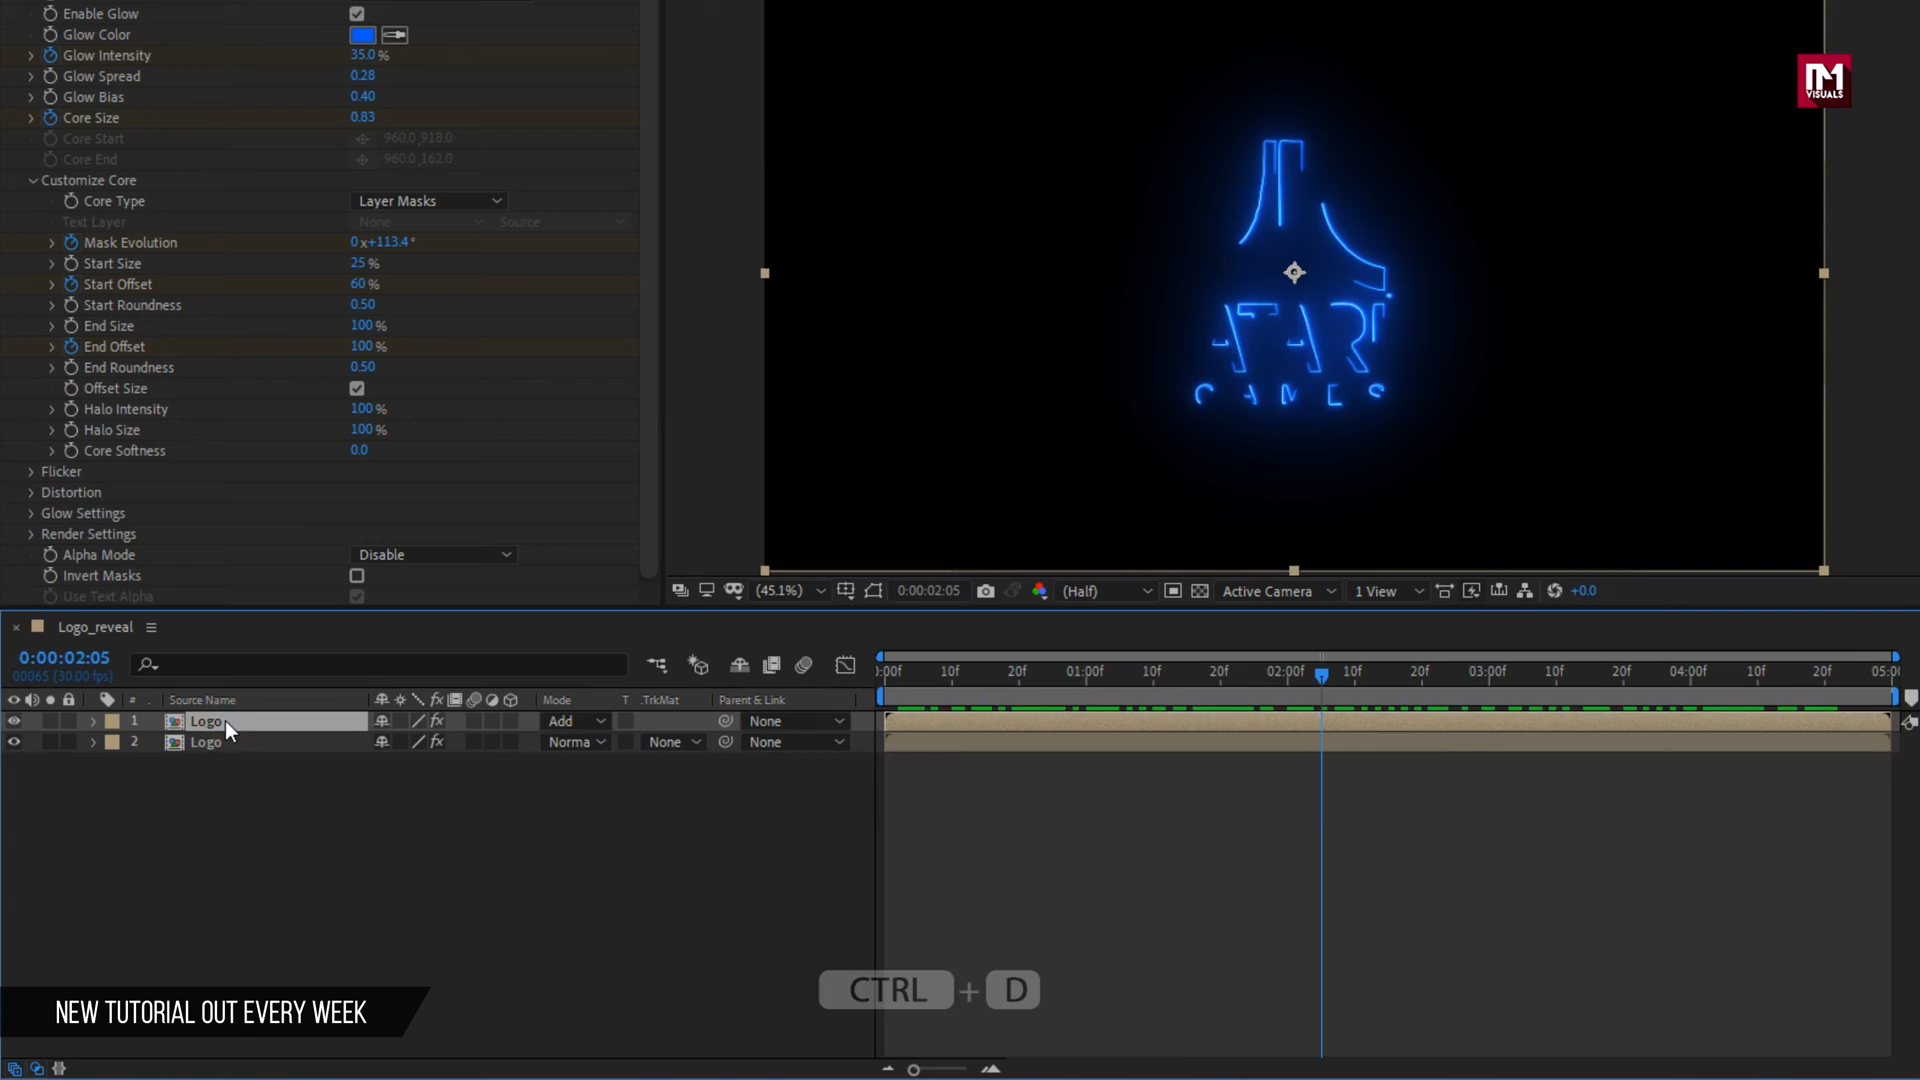 Enable Glow
Glow Color
Glow Intensity 35.0 %
Glow Spread 0.28
Glow Bias 0.40
Core Size 0.83
Core Start 960.0,918.0
Core End 960.0,162.0
Customize Core
Core Type Layer Masks
Text Layer None Source
Mask Evolution 0 x+113.4 °
Start Size 25 %
Start Offset 60 %
Start Roundness 0.50
End Size 100 %
End Offset 100 %
End Roundness 0.50
Offset Size
Halo Intensity 100 %
Halo Size 100 %
Core Softness 0.0
Flicker
Distortion
Glow Settings
Render Settings
Alpha Mode Disable
Invert Masks
Use Text Alpha
M
VISUALS
(45.1%) 0:00:02:05 (Half) Active Camera 1 View +0.0
× Logo_reveal
0:00:02:05
00065 (30.00 fps)
:00f 10f 20f 01:00f 10f 20f 02:00f 10f 20f 03:00f 10f 20f 04:00f 10f 20f 05:00
# Source Name fx Mode T .TrkMat Parent & Link
1 Logo fx Add None
2 Logo fx Norma None None
CTRL + D
NEW TUTORIAL OUT EVERY WEEK